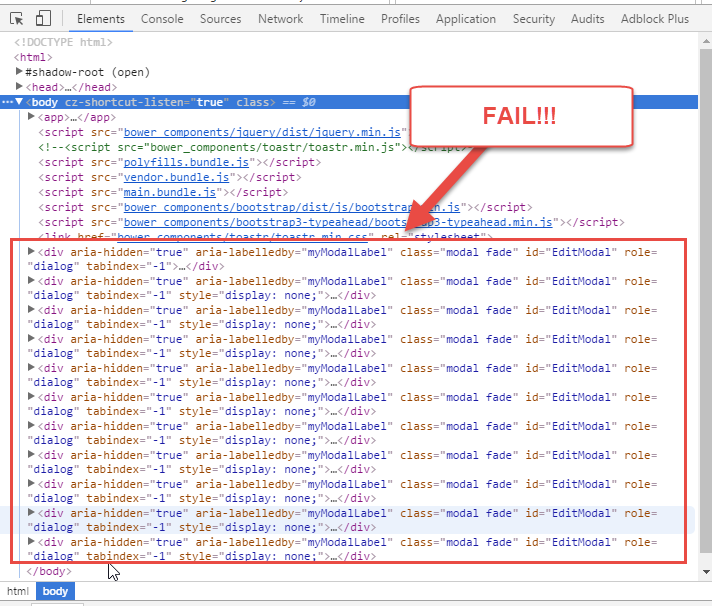 Elements Console Sources Network Timeline Profiles Application Security Audits Adblock Plus
<!DOCTYPE html>
<html>
#shadow-root (open)
<head>…</head>
<body cz-shortcut-listen="true" class> == $0
<app>…</app>
<script src="bower_components/jquery/dist/jquery.min.js"
FAIL!!!
<!--<script src="bower_components/toastr/toastr.min.js"></script>
<script src="polyfills.bundle.js"></script>
<script src="vendor.bundle.js"></script>
<script src="main.bundle.js"></script>
<script src="bower_components/bootstrap/dist/js/bootstrap.min.js"></script>
<script src="bower_components/bootstrap3-typeahead/bootstrap3-typeahead.min.js"></script>
<link href="bower_components/toastr/toastr.min.css" rel="stylesheet">
<div aria-hidden="true" aria-labelledby="myModalLabel" class="modal fade" id="EditModal" role=
"dialog" tabindex="-1">…</div>
<div aria-hidden="true" aria-labelledby="myModalLabel" class="modal fade" id="EditModal" role=
"dialog" tabindex="-1" style="display: none;">…</div>
<div aria-hidden="true" aria-labelledby="myModalLabel" class="modal fade" id="EditModal" role=
"dialog" tabindex="-1" style="display: none;">…</div>
<div aria-hidden="true" aria-labelledby="myModalLabel" class="modal fade" id="EditModal" role=
"dialog" tabindex="-1" style="display: none;">…</div>
<div aria-hidden="true" aria-labelledby="myModalLabel" class="modal fade" id="EditModal" role=
"dialog" tabindex="-1" style="display: none;">…</div>
<div aria-hidden="true" aria-labelledby="myModalLabel" class="modal fade" id="EditModal" role=
"dialog" tabindex="-1" style="display: none;">…</div>
<div aria-hidden="true" aria-labelledby="myModalLabel" class="modal fade" id="EditModal" role=
"dialog" tabindex="-1" style="display: none;">…</div>
<div aria-hidden="true" aria-labelledby="myModalLabel" class="modal fade" id="EditModal" role=
"dialog" tabindex="-1" style="display: none;">…</div>
<div aria-hidden="true" aria-labelledby="myModalLabel" class="modal fade" id="EditModal" role=
"dialog" tabindex="-1" style="display: none;">…</div>
<div aria-hidden="true" aria-labelledby="myModalLabel" class="modal fade" id="EditModal" role=
"dialog" tabindex="-1" style="display: none;">…</div>
<div aria-hidden="true" aria-labelledby="myModalLabel" class="modal fade" id="EditModal" role=
"dialog" tabindex="-1" style="display: none;">…</div>
</body>
html body